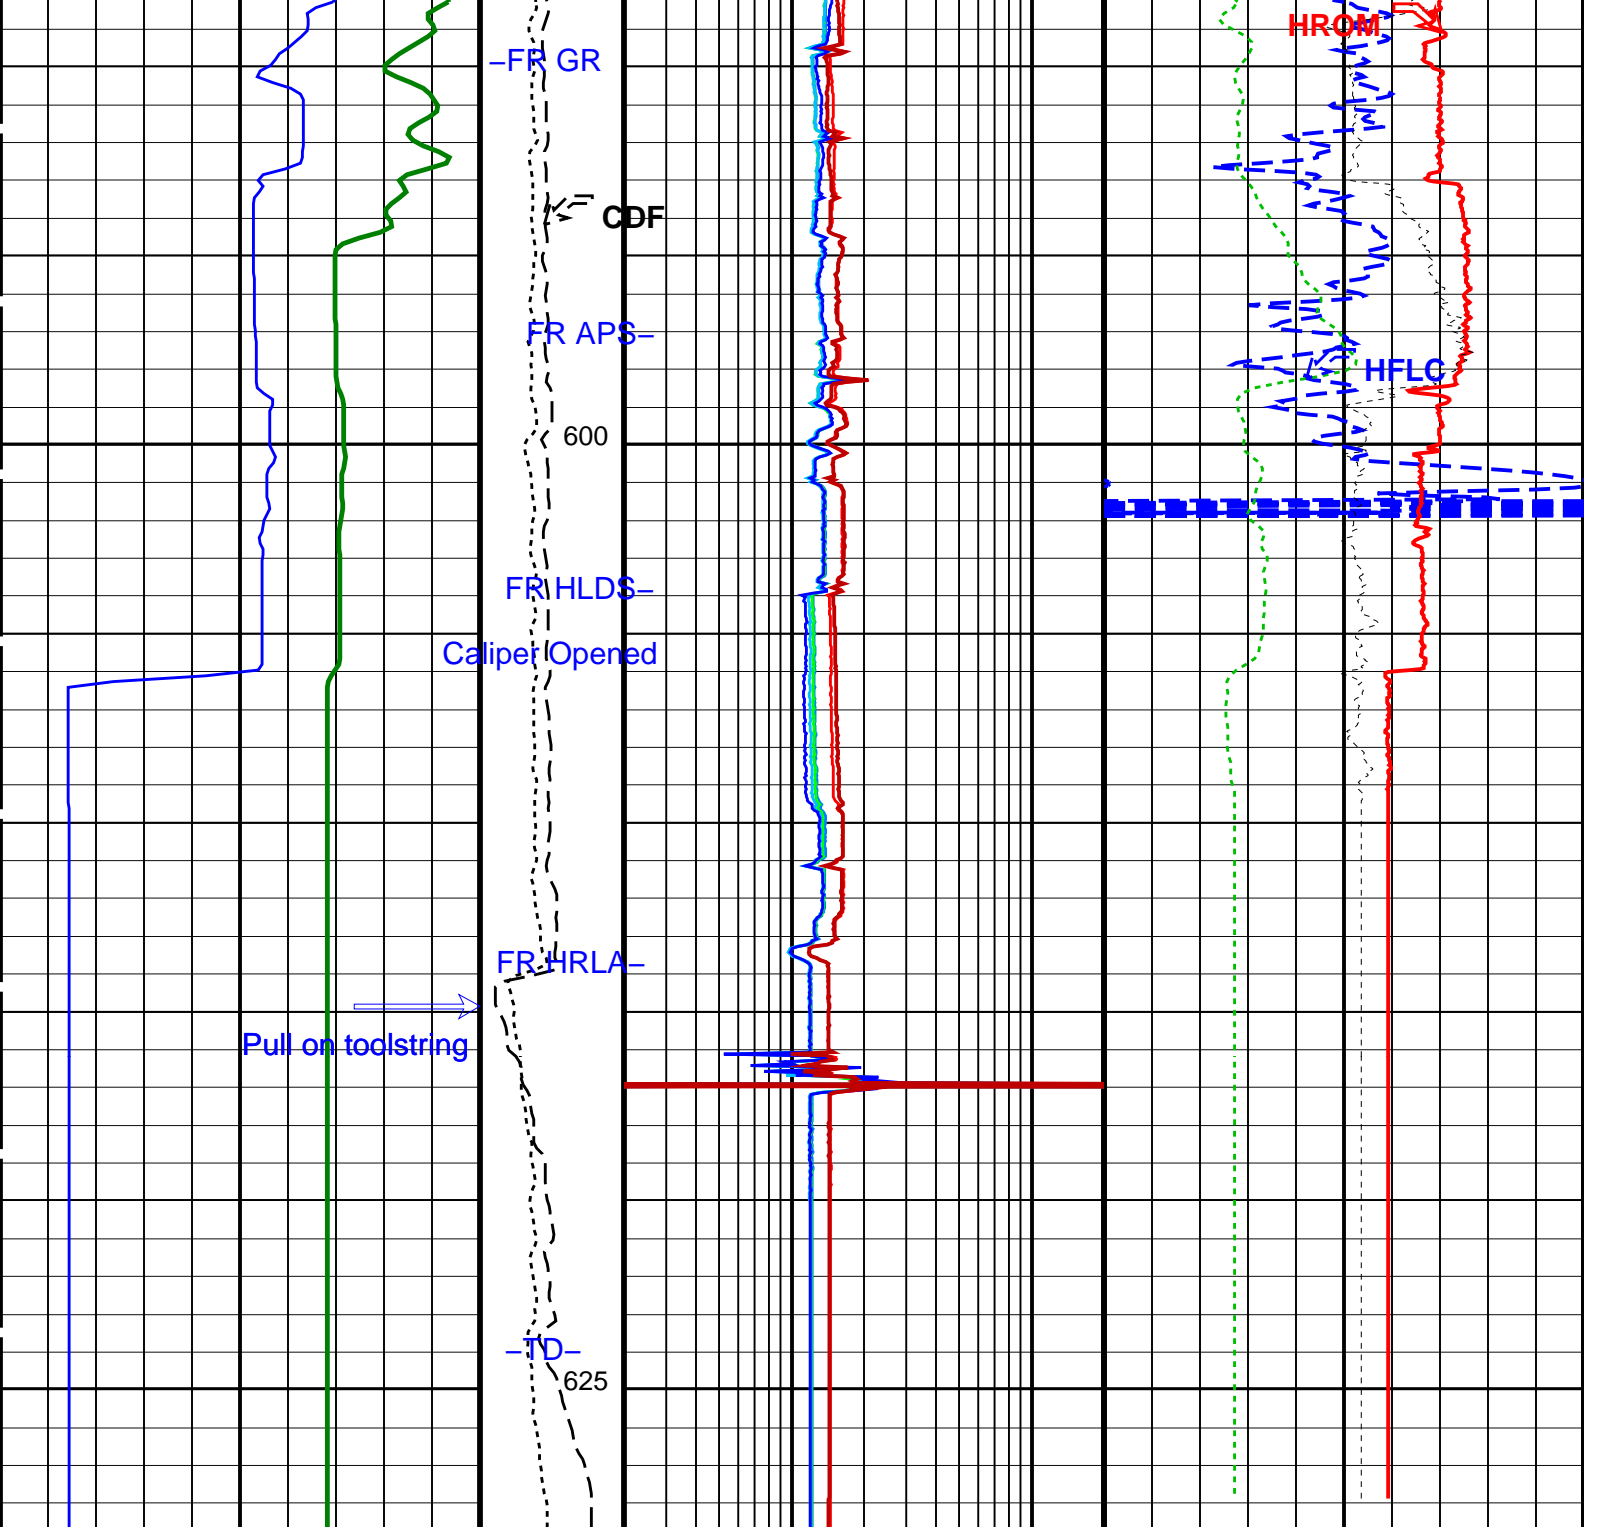 HROM
–FR GR
CDF
FR APS–
HFLC
600
FR HLDS–
Caliper Opened
FR HRLA–
Pull on toolstring
–TD–
625